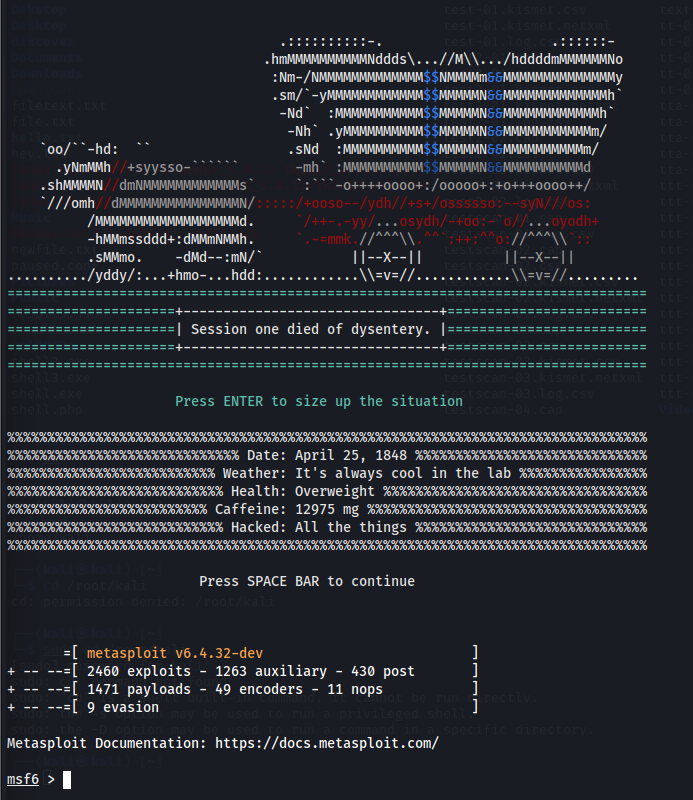 .::::::::::-.                     .::::::-
.hmMMMMMMMMMMNddds\...//M\\.../hddddmMMMMMMNo
:Nm-/NMMMMMMMMMMMMM$$NMMMMm&&MMMMMMMMMMMMMMy
.sm/`-yMMMMMMMMMMMM$$MMMMMN&&MMMMMMMMMMMMMh`
-Nd`  :MMMMMMMMMMM$$MMMMMN&&MMMMMMMMMMMMh`
-Nh` .yMMMMMMMMMM$$MMMMMN&&MMMMMMMMMMMm/
`oo/``-hd:  ``                 .sNd  :MMMMMMMMMM$$MMMMMN&&MMMMMMMMMMm/
.yNmMMh//+syysso-``````       -mh` :MMMMMMMMMM$$MMMMMN&&MMMMMMMMMMd
.shMMMMN//dmNMMMMMMMMMMMMs`     `:```-o++++oooo+:/ooooo+:+o+++oooo++/
`///omh//dMMMMMMMMMMMMMMMN/:::::/+ooso--/ydh//+s+/ossssso:--syN///os:
/MMMMMMMMMMMMMMMMMMd.     `/++-.-yy/...osydh/-+oo:-`o//...oyodh+
-hMMmssddd+:dMMmNMMh.     `.-=mmk.//^^^\\.^^`:++:^^o://^^^\\`::
.sMMmo.    -dMd--:mN/`           ||--X--||          ||--X--||
........../yddy/:...+hmo-...hdd:............\\=v=//............\\=v=//.........
================================================================================
=====================+--------------------------------+=========================
=====================| Session one died of dysentery. |=========================
=====================+--------------------------------+=========================
================================================================================
Press ENTER to size up the situation
%%%%%%%%%%%%%%%%%%%%%%%%%%%%%%%%%%%%%%%%%%%%%%%%%%%%%%%%%%%%%%%%%%%%%%%%%%%%%%
%%%%%%%%%%%%%%%%%%%%%%%%%%%%% Date: April 25, 1848 %%%%%%%%%%%%%%%%%%%%%%%%%%%%%
%%%%%%%%%%%%%%%%%%%%%%%%%% Weather: It's always cool in the lab %%%%%%%%%%%%%%%%
%%%%%%%%%%%%%%%%%%%%%%%%%%% Health: Overweight %%%%%%%%%%%%%%%%%%%%%%%%%%%%%%%%%
%%%%%%%%%%%%%%%%%%%%%%%%% Caffeine: 12975 mg %%%%%%%%%%%%%%%%%%%%%%%%%%%%%%%%%%%
%%%%%%%%%%%%%%%%%%%%%%%%%%% Hacked: All the things %%%%%%%%%%%%%%%%%%%%%%%%%%%%%
%%%%%%%%%%%%%%%%%%%%%%%%%%%%%%%%%%%%%%%%%%%%%%%%%%%%%%%%%%%%%%%%%%%%%%%%%%%%%%
Press SPACE BAR to continue
=[ metasploit v6.4.32-dev                          ]
+ -- --=[ 2460 exploits - 1263 auxiliary - 430 post       ]
+ -- --=[ 1471 payloads - 49 encoders - 11 nops           ]
+ -- --=[ 9 evasion                                       ]
Metasploit Documentation: https://docs.metasploit.com/
msf6 >